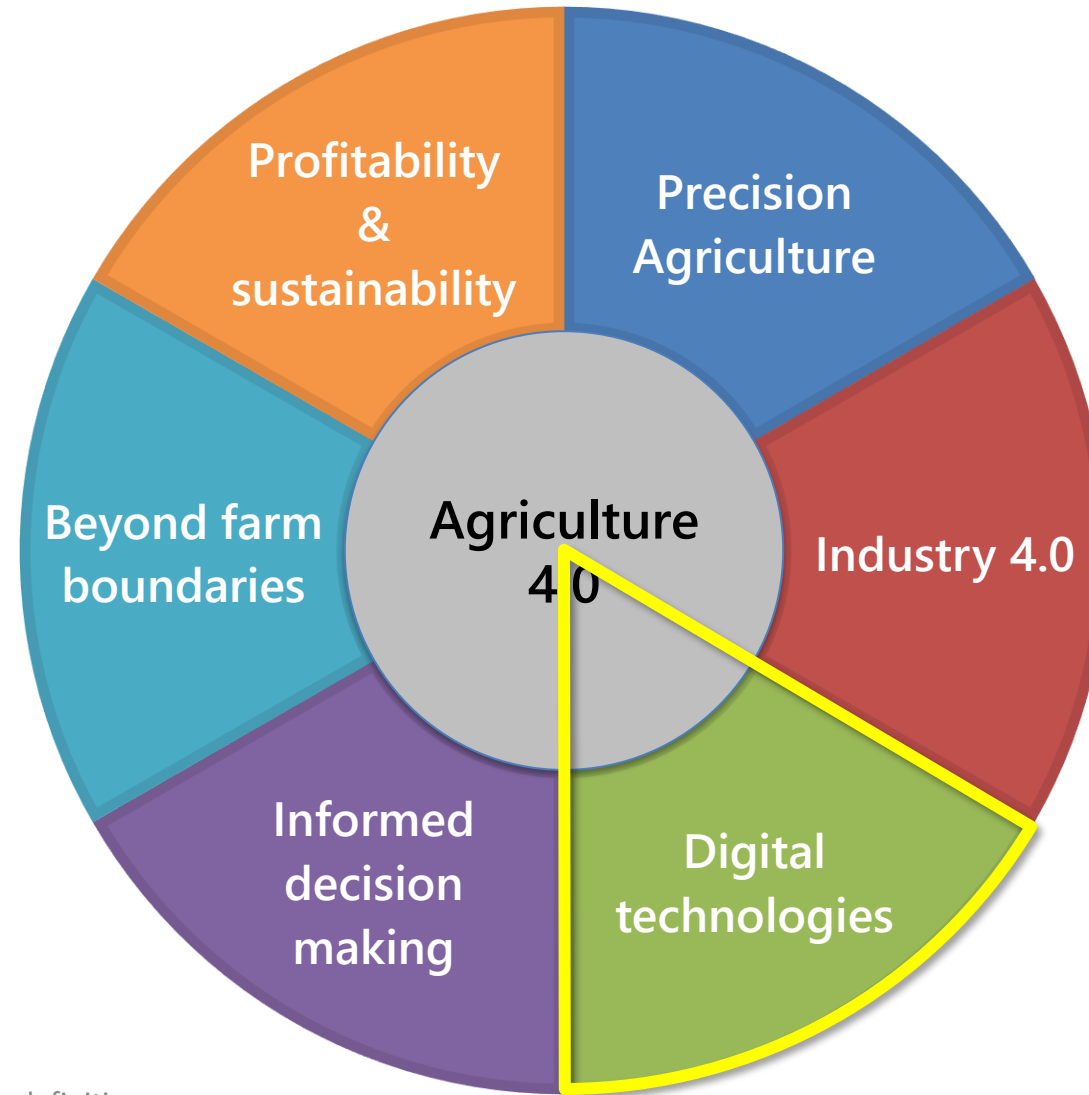 Profitability
&
sustainability
Precision
Agriculture
Beyond farm
boundaries
Agriculture
4.0
Industry 4.0
Informed
decision
making
Digital
technologies